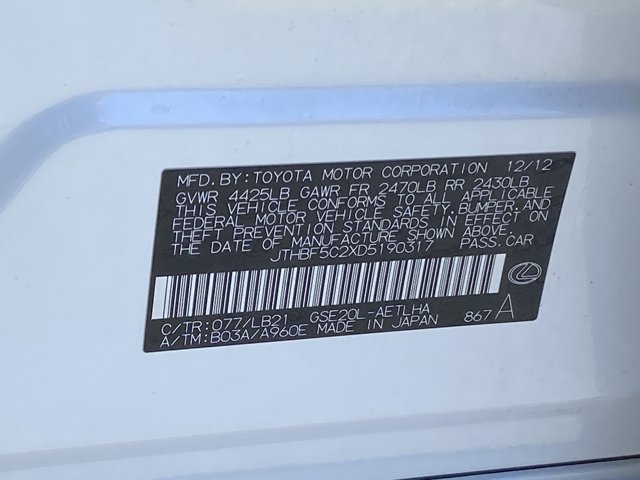 MFD. BY: TOYOTA MOTOR CORPORATION 12/12
GVWR 4425LB GAWR FR 2470LB RR 2430LB
THIS VEHICLE CONFORMS TO ALL APPLICABLE
FEDERAL MOTOR VEHICLE SAFETY, BUMPER, AND
THEFT PREVENTION STANDARDS IN EFFECT ON
THE DATE OF MANUFACTURE SHOWN ABOVE.
JTHBF5C2XD5190317 PASS. CAR
C/TR: 077/LB21 GSE20L-AETLHA
A/TM: B03A/A960E MADE IN JAPAN 867 A